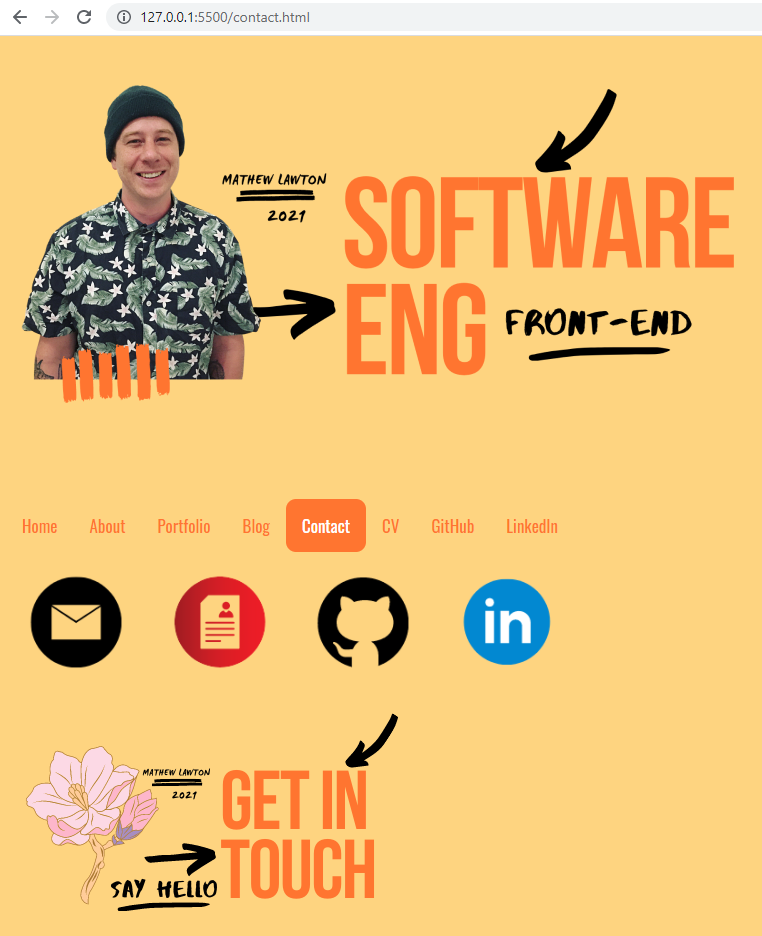 127.0.0.1:5500/contact.html
MATHEW LAWTON
2021
SOFTWARE
ENG
FRONT-END
Home About Portfolio Blog Contact CV GitHub LinkedIn
in
MATHEW LAWTON
2021
GET IN
TOUCH
SAY HELLO